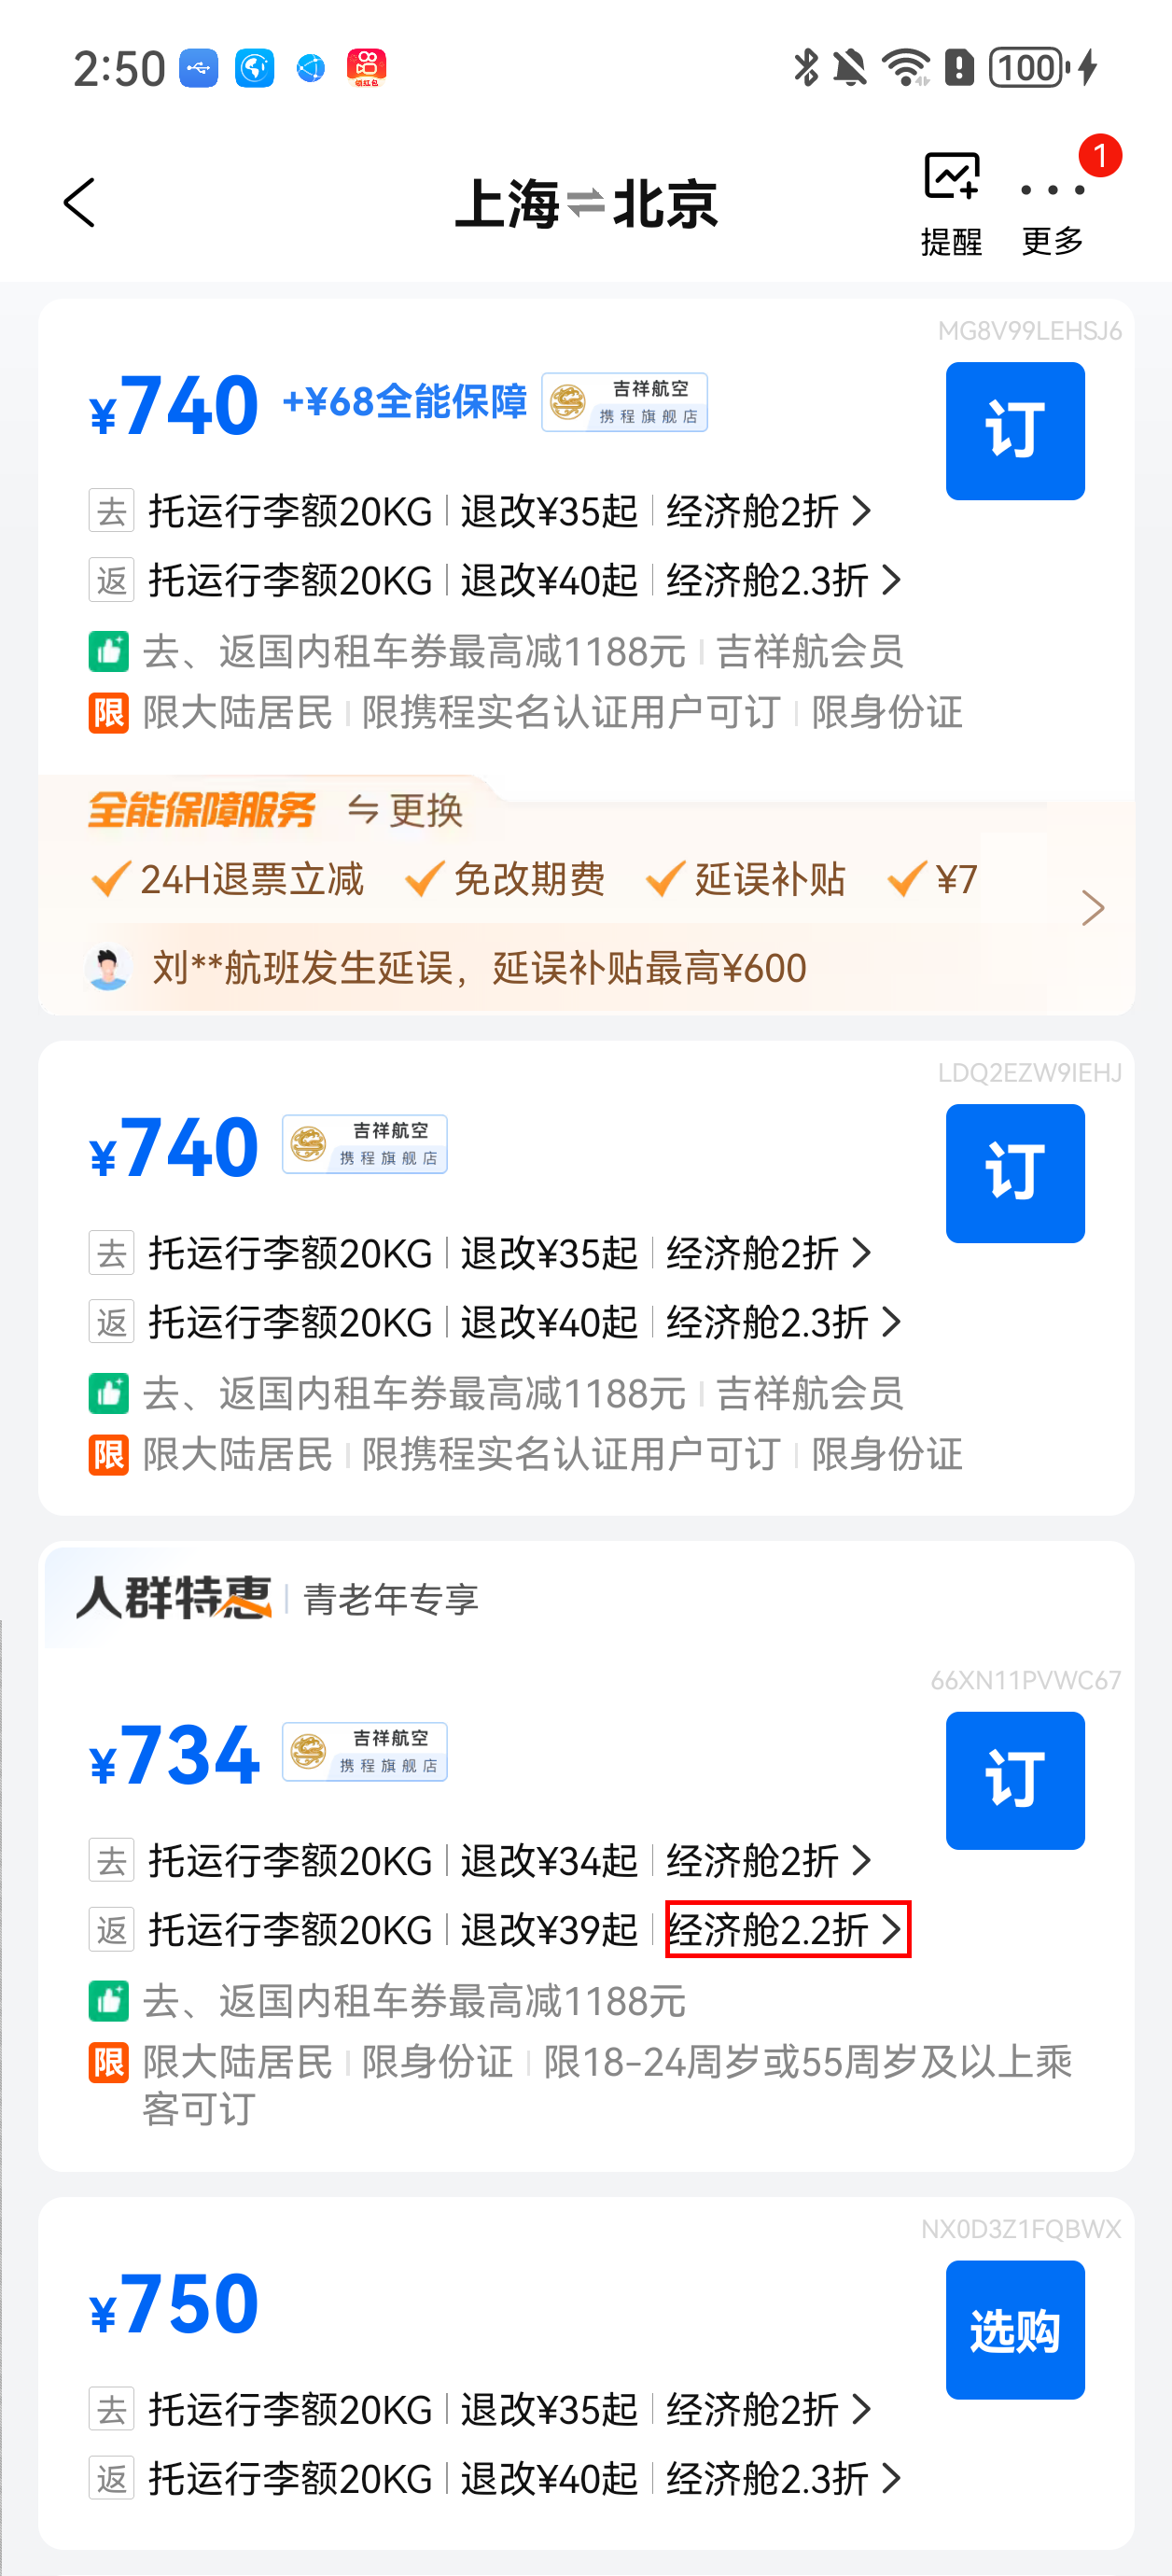 2:50
领红包
100
上海⇌北京
提醒
更多
1
MG8V99LEHSJ6
¥740 +¥68全能保障 吉祥航空 携程旗舰店
订
去 托运行李额20KG | 退改¥35起 | 经济舱2折 >
返 托运行李额20KG | 退改¥40起 | 经济舱2.3折 >
去、返国内租车券最高减1188元 | 吉祥航会员
限 限大陆居民 | 限携程实名认证用户可订 | 限身份证
全能保障服务 ⇋更换
24H退票立减 免改期费 延误补贴 ¥7
刘**航班发生延误，延误补贴最高¥600
LDQ2EZW9IEHJ
¥740 吉祥航空 携程旗舰店
订
去 托运行李额20KG | 退改¥35起 | 经济舱2折 >
返 托运行李额20KG | 退改¥40起 | 经济舱2.3折 >
去、返国内租车券最高减1188元 | 吉祥航会员
限 限大陆居民 | 限携程实名认证用户可订 | 限身份证
人群特惠 | 青老年专享
66XN11PVWC67
¥734 吉祥航空 携程旗舰店
订
去 托运行李额20KG | 退改¥34起 | 经济舱2折 >
返 托运行李额20KG | 退改¥39起 | 经济舱2.2折 >
去、返国内租车券最高减1188元
限 限大陆居民 | 限身份证 | 限18-24周岁或55周岁及以上乘
客可订
NX0D3Z1FQBWX
¥750
选购
去 托运行李额20KG | 退改¥35起 | 经济舱2折 >
返 托运行李额20KG | 退改¥40起 | 经济舱2.3折 >